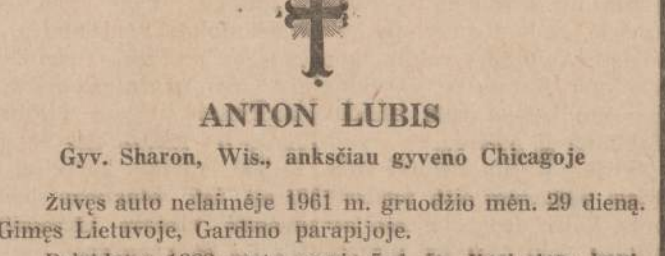 ANTON LUBIS
Gyv. Sharon, Wis., anksčiau gyveno Chicagoje
Žuvęs auto nelaimėje 1961 m. gruodžio mėn. 29 dieną.
Gimęs Lietuvoje, Gardino parapijoje.